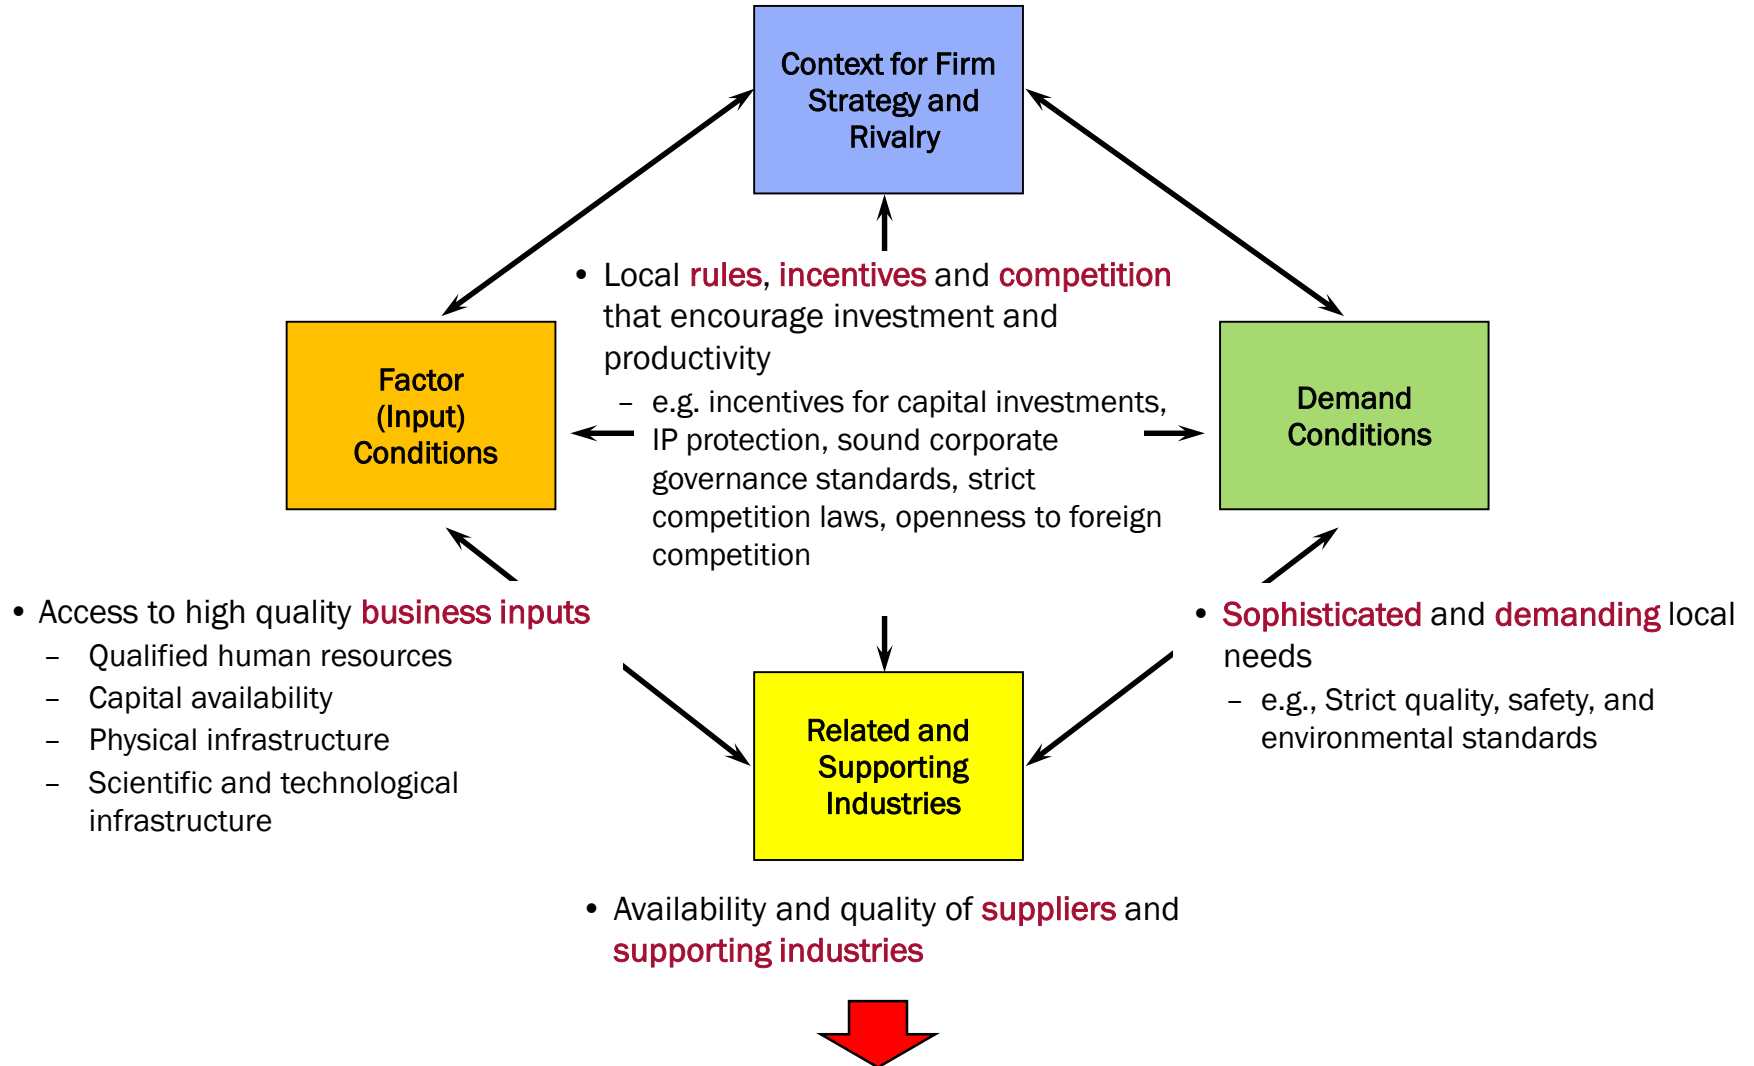 Context for Firm
Strategy and
Rivalry
• Local rules, incentives and competition
that encourage investment and
productivity
– e.g. incentives for capital investments,
IP protection, sound corporate
governance standards, strict
competition laws, openness to foreign
competition
Factor
(Input)
Conditions
Demand
Conditions
• Access to high quality business inputs
– Qualified human resources
– Capital availability
– Physical infrastructure
– Scientific and technological
infrastructure
• Sophisticated and demanding local
needs
– e.g., Strict quality, safety, and
environmental standards
Related and
Supporting
Industries
• Availability and quality of suppliers and
supporting industries